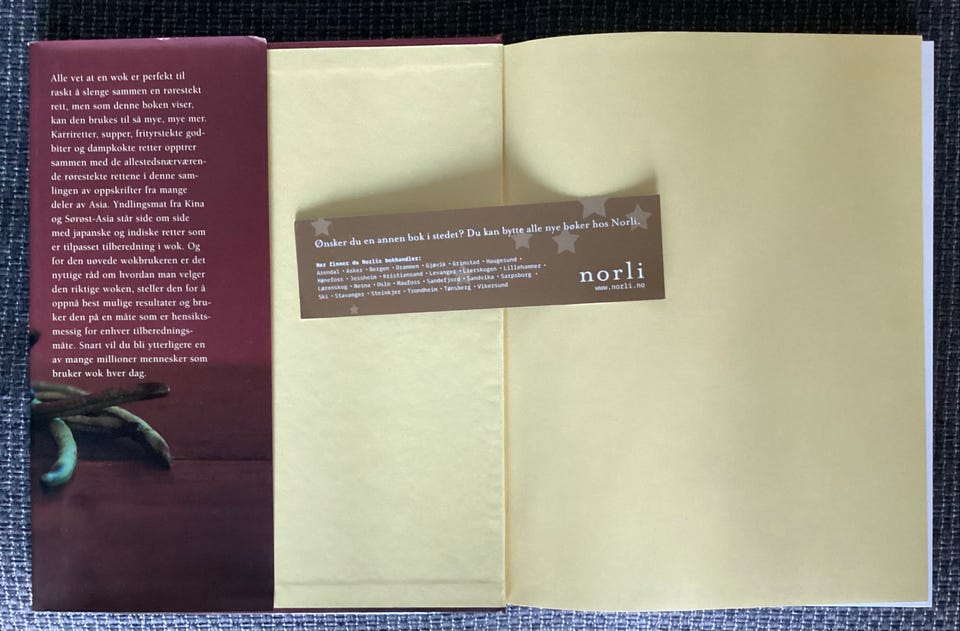 Alle vet at en wok er perfekt til
raskt å slenge sammen en rørestekt
rett, men som denne boken viser,
kan den brukes til så mye, mye mer.
Karriretter, supper, frityrstekte god-
biter og dampkokte retter opptrer
sammen med de allestedsnærværen-
de rørestekte rettene i denne sam-
lingen av oppskrifter fra mange
deler av Asia. Yndlingsmat fra Kina
og Sørøst-Asia står side om side
med japanske og indiske retter som
er tilpasset tilberedning i wok. Og
for den uøvede wokbrukeren er det
nyttige råd om hvordan man velger
den riktige woken, steller den for å
oppnå best mulige resultater og bru-
ker den på en måte som er hensikts-
messig for enhver tilberednings-
måte. Snart vil du bli ytterligere en
av mange millioner mennesker som
bruker wok hver dag.
Ønsker du en annen bok i stedet? Du kan bytte alle nye bøker hos Norli.
Her finner du Norlis bokhandler:
Arendal • Asker • Bergen • Drammen • Gjøvik • Grimstad • Haugesund •
Hønefoss • Jessheim • Kristiansand • Levanger • Lierskogen • Lillehammer •
Lørenskog • Nesna • Oslo • Raufoss • Sandefjord • Sandvika • Sarpsborg •
Ski • Stavanger • Steinkjer • Trondheim • Tønsberg • Vikersund
norli
www.norli.no